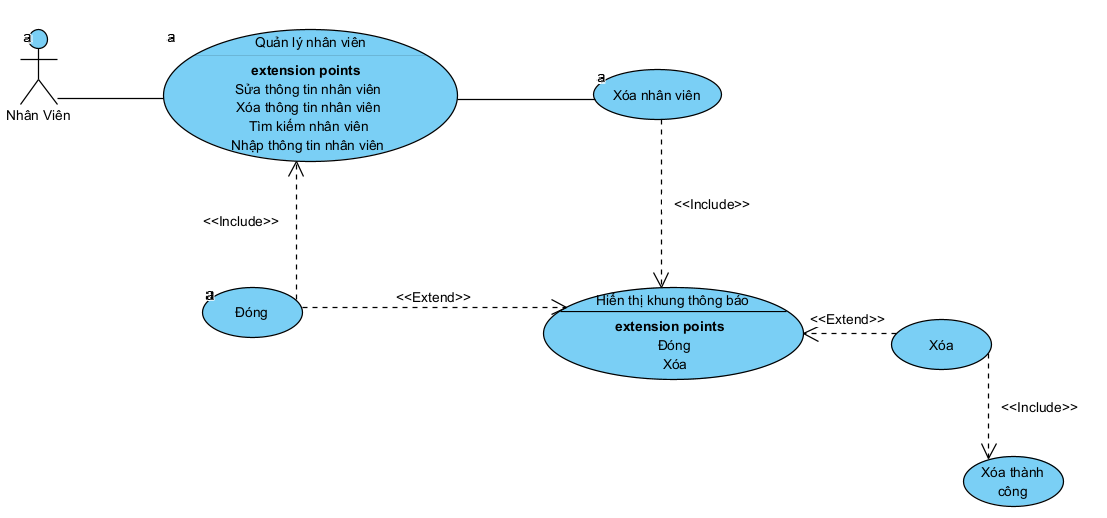 a
Nhân Viên
a
Quản lý nhân viên
extension points
Sửa thông tin nhân viên
Xóa thông tin nhân viên
Tìm kiếm nhân viên
Nhập thông tin nhân viên
a
Xóa nhân viên
<<Include>>
<<Include>>
a
Đóng
<<Extend>>
Hiển thị khung thông báo
extension points
Đóng
Xóa
<<Extend>>
Xóa
<<Include>>
Xóa thành
công